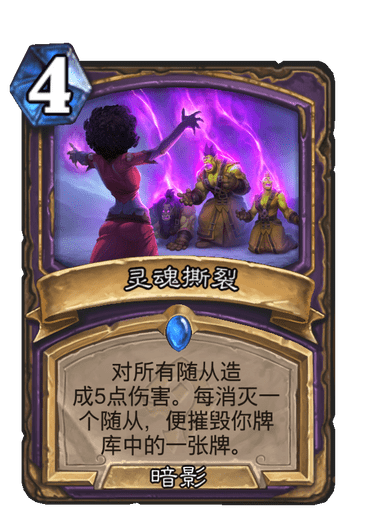 4
灵魂撕裂
对所有随从造
成5点伤害。每消灭一
个随从，便摧毁你牌
库中的一张牌。
暗影